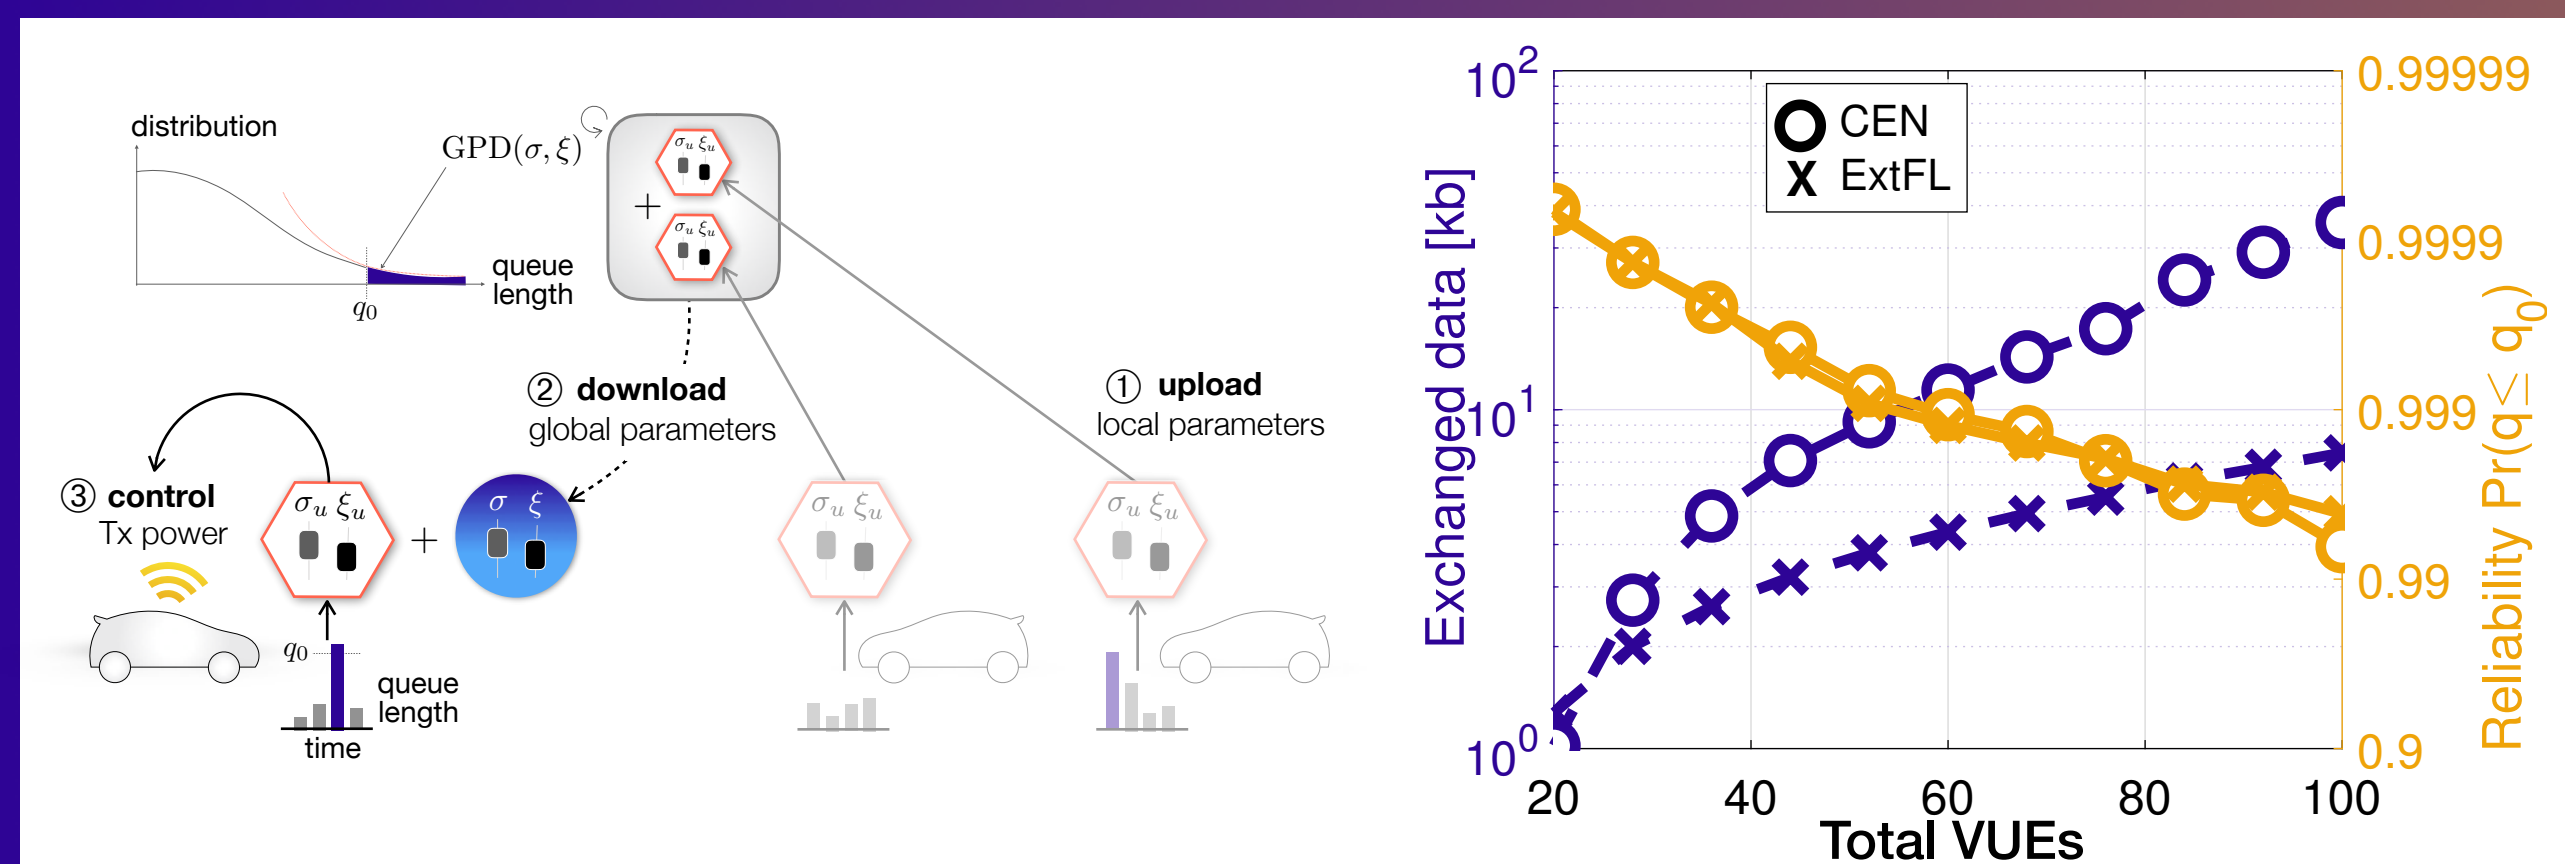 distribution
GPD(σ, ξ)
queue
length
q0
σu ξu
+
σu ξu
② download
global parameters
① upload
local parameters
③ control
Tx power
σu ξu
+
σ ξ
σu ξu
σu ξu
q0
queue
length
time
10^2
10^1
10^0
Exchanged data [kb]
CEN
ExtFL
0.99999
0.9999
0.999
0.99
0.9
Reliability Pr(q ≤ q0)
20 40 60 80 100
Total VUEs